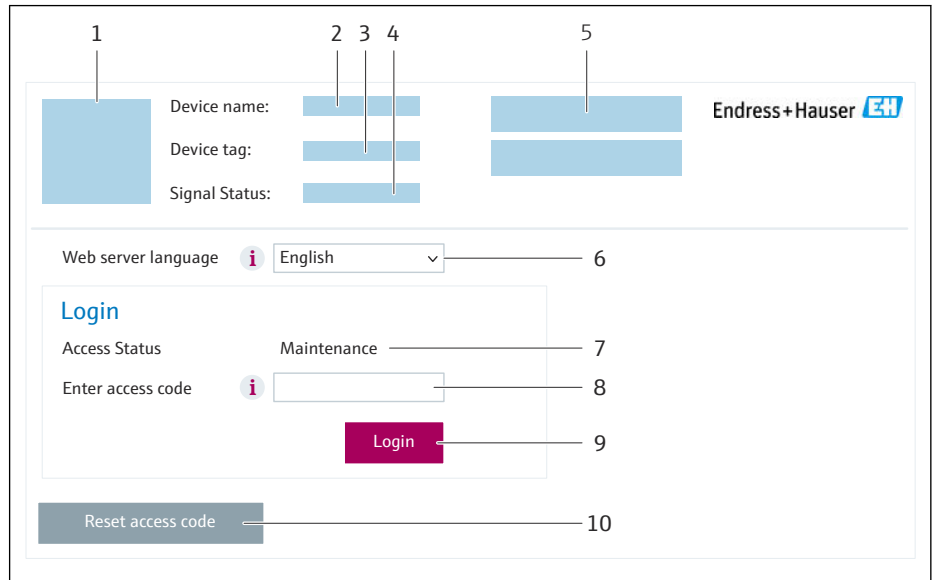 1 2 3 4 5
Device name:
Endress+Hauser EH
Device tag:
Signal Status:
Web server language i English 6
Login
Access Status Maintenance 7
Enter access code i 8
Login 9
Reset access code 10